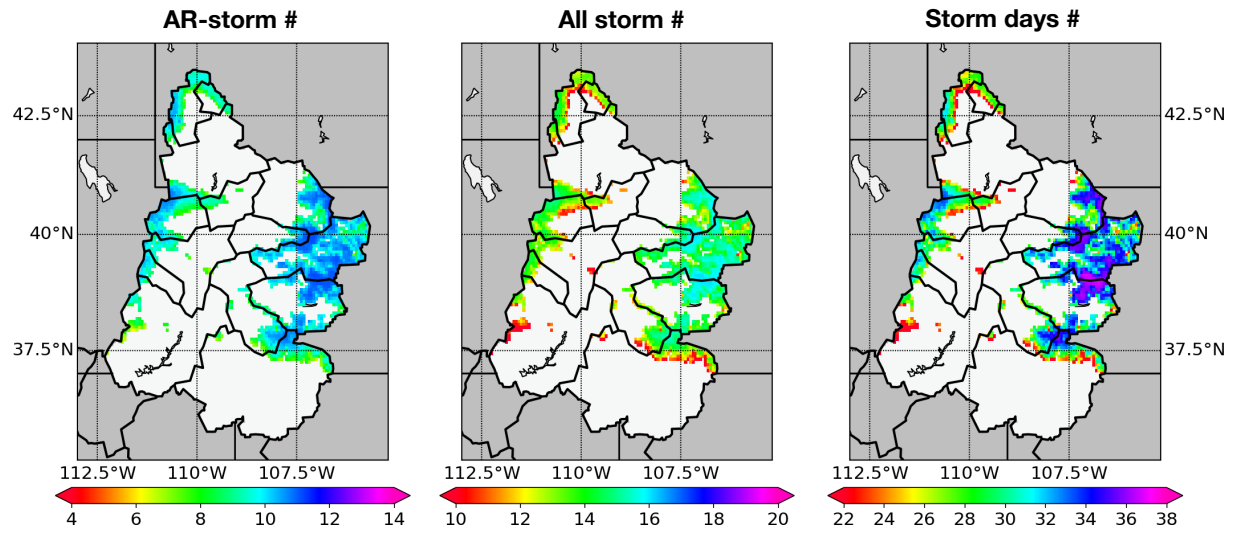 AR-storm # All storm # Storm days #
42.5°N 42.5°N
40°N 40°N
37.5°N 37.5°N
112.5°W 110°W 107.5°W 112.5°W 110°W 107.5°W 112.5°W 110°W 107.5°W
4 6 8 10 12 14 10 12 14 16 18 20 22 24 26 28 30 32 34 36 38